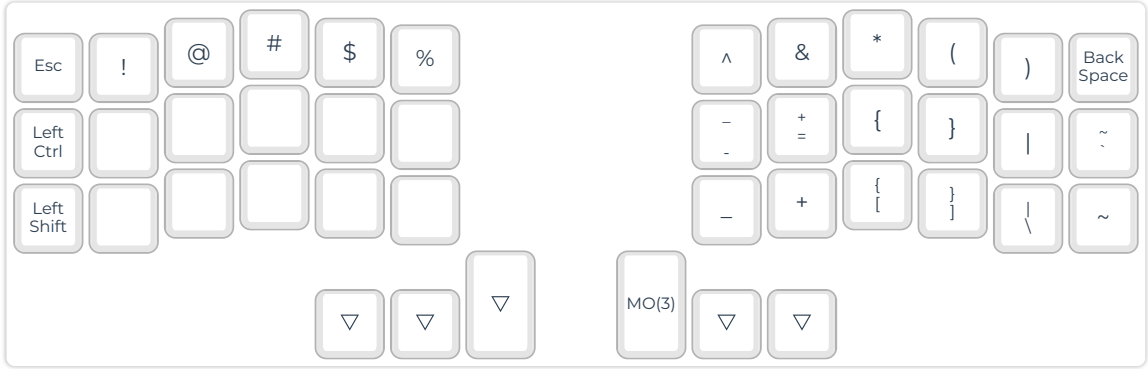 Esc ! @ # $ % ^ & * ( ) Back Space
Left Ctrl _ - + = { } | ~ `
Left Shift _ + { [ } ] | \ ~
▽ ▽ ▽ MO(3) ▽ ▽